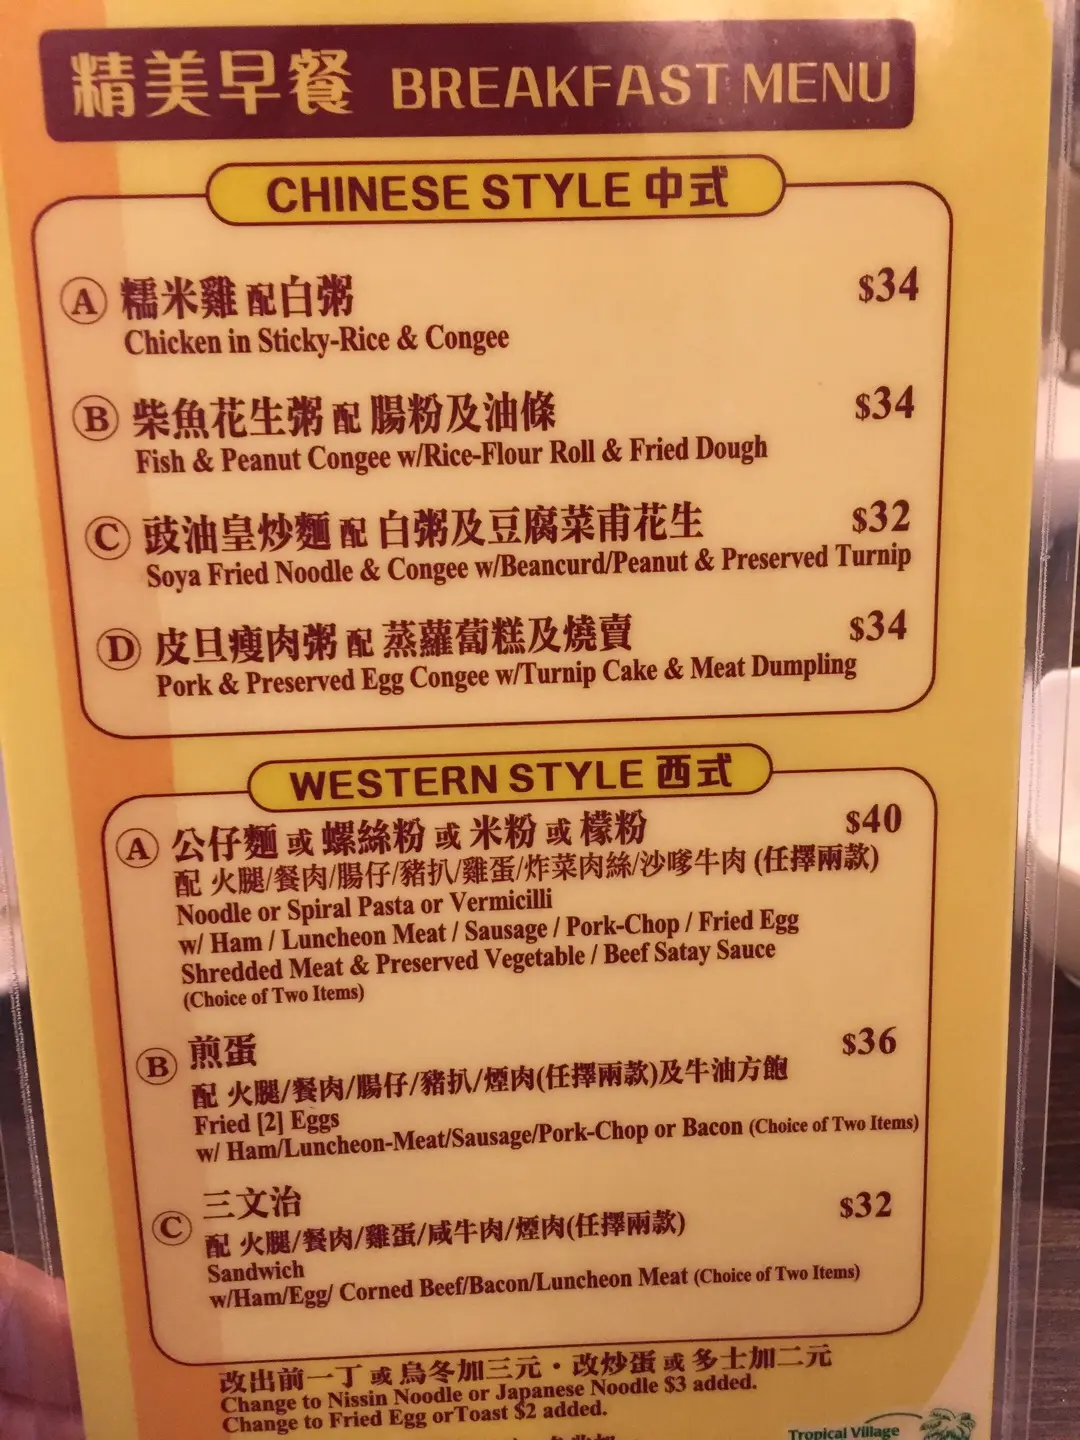 精美早餐 BREAKFAST MENU
CHINESE STYLE 中式
A 糯米雞 配白粥 $34
Chicken in Sticky-Rice & Congee
B 柴魚花生粥 配 腸粉及油條 $34
Fish & Peanut Congee w/Rice-Flour Roll & Fried Dough
C 豉油皇炒麵 配 白粥及豆腐菜甫花生 $32
Soya Fried Noodle & Congee w/Beancurd/Peanut & Preserved Turnip
D 皮旦瘦肉粥 配 蒸蘿蔔糕及燒賣 $34
Pork & Preserved Egg Congee w/Turnip Cake & Meat Dumpling
WESTERN STYLE 西式
A 公仔麵 或 螺絲粉 或 米粉 或 檬粉 $40
配 火腿/餐肉/腸仔/豬扒/雞蛋/炸菜肉絲/沙嗲牛肉 (任擇兩款)
Noodle or Spiral Pasta or Vermicilli
w/ Ham / Luncheon Meat / Sausage / Pork-Chop / Fried Egg
Shredded Meat & Preserved Vegetable / Beef Satay Sauce
(Choice of Two Items)
B 煎蛋 $36
配 火腿/餐肉/腸仔/豬扒/煙肉(任擇兩款)及牛油方飽
Fried [2] Eggs
w/ Ham/Luncheon-Meat/Sausage/Pork-Chop or Bacon (Choice of Two Items)
C 三文治 $32
配 火腿/餐肉/雞蛋/咸牛肉/煙肉(任擇兩款)
Sandwich
w/Ham/Egg/ Corned Beef/Bacon/Luncheon Meat (Choice of Two Items)
改出前一丁 或 烏冬加三元・改炒蛋 或 多士加二元
Change to Nissin Noodle or Japanese Noodle $3 added.
Change to Fried Egg orToast $2 added.
Tropical Village